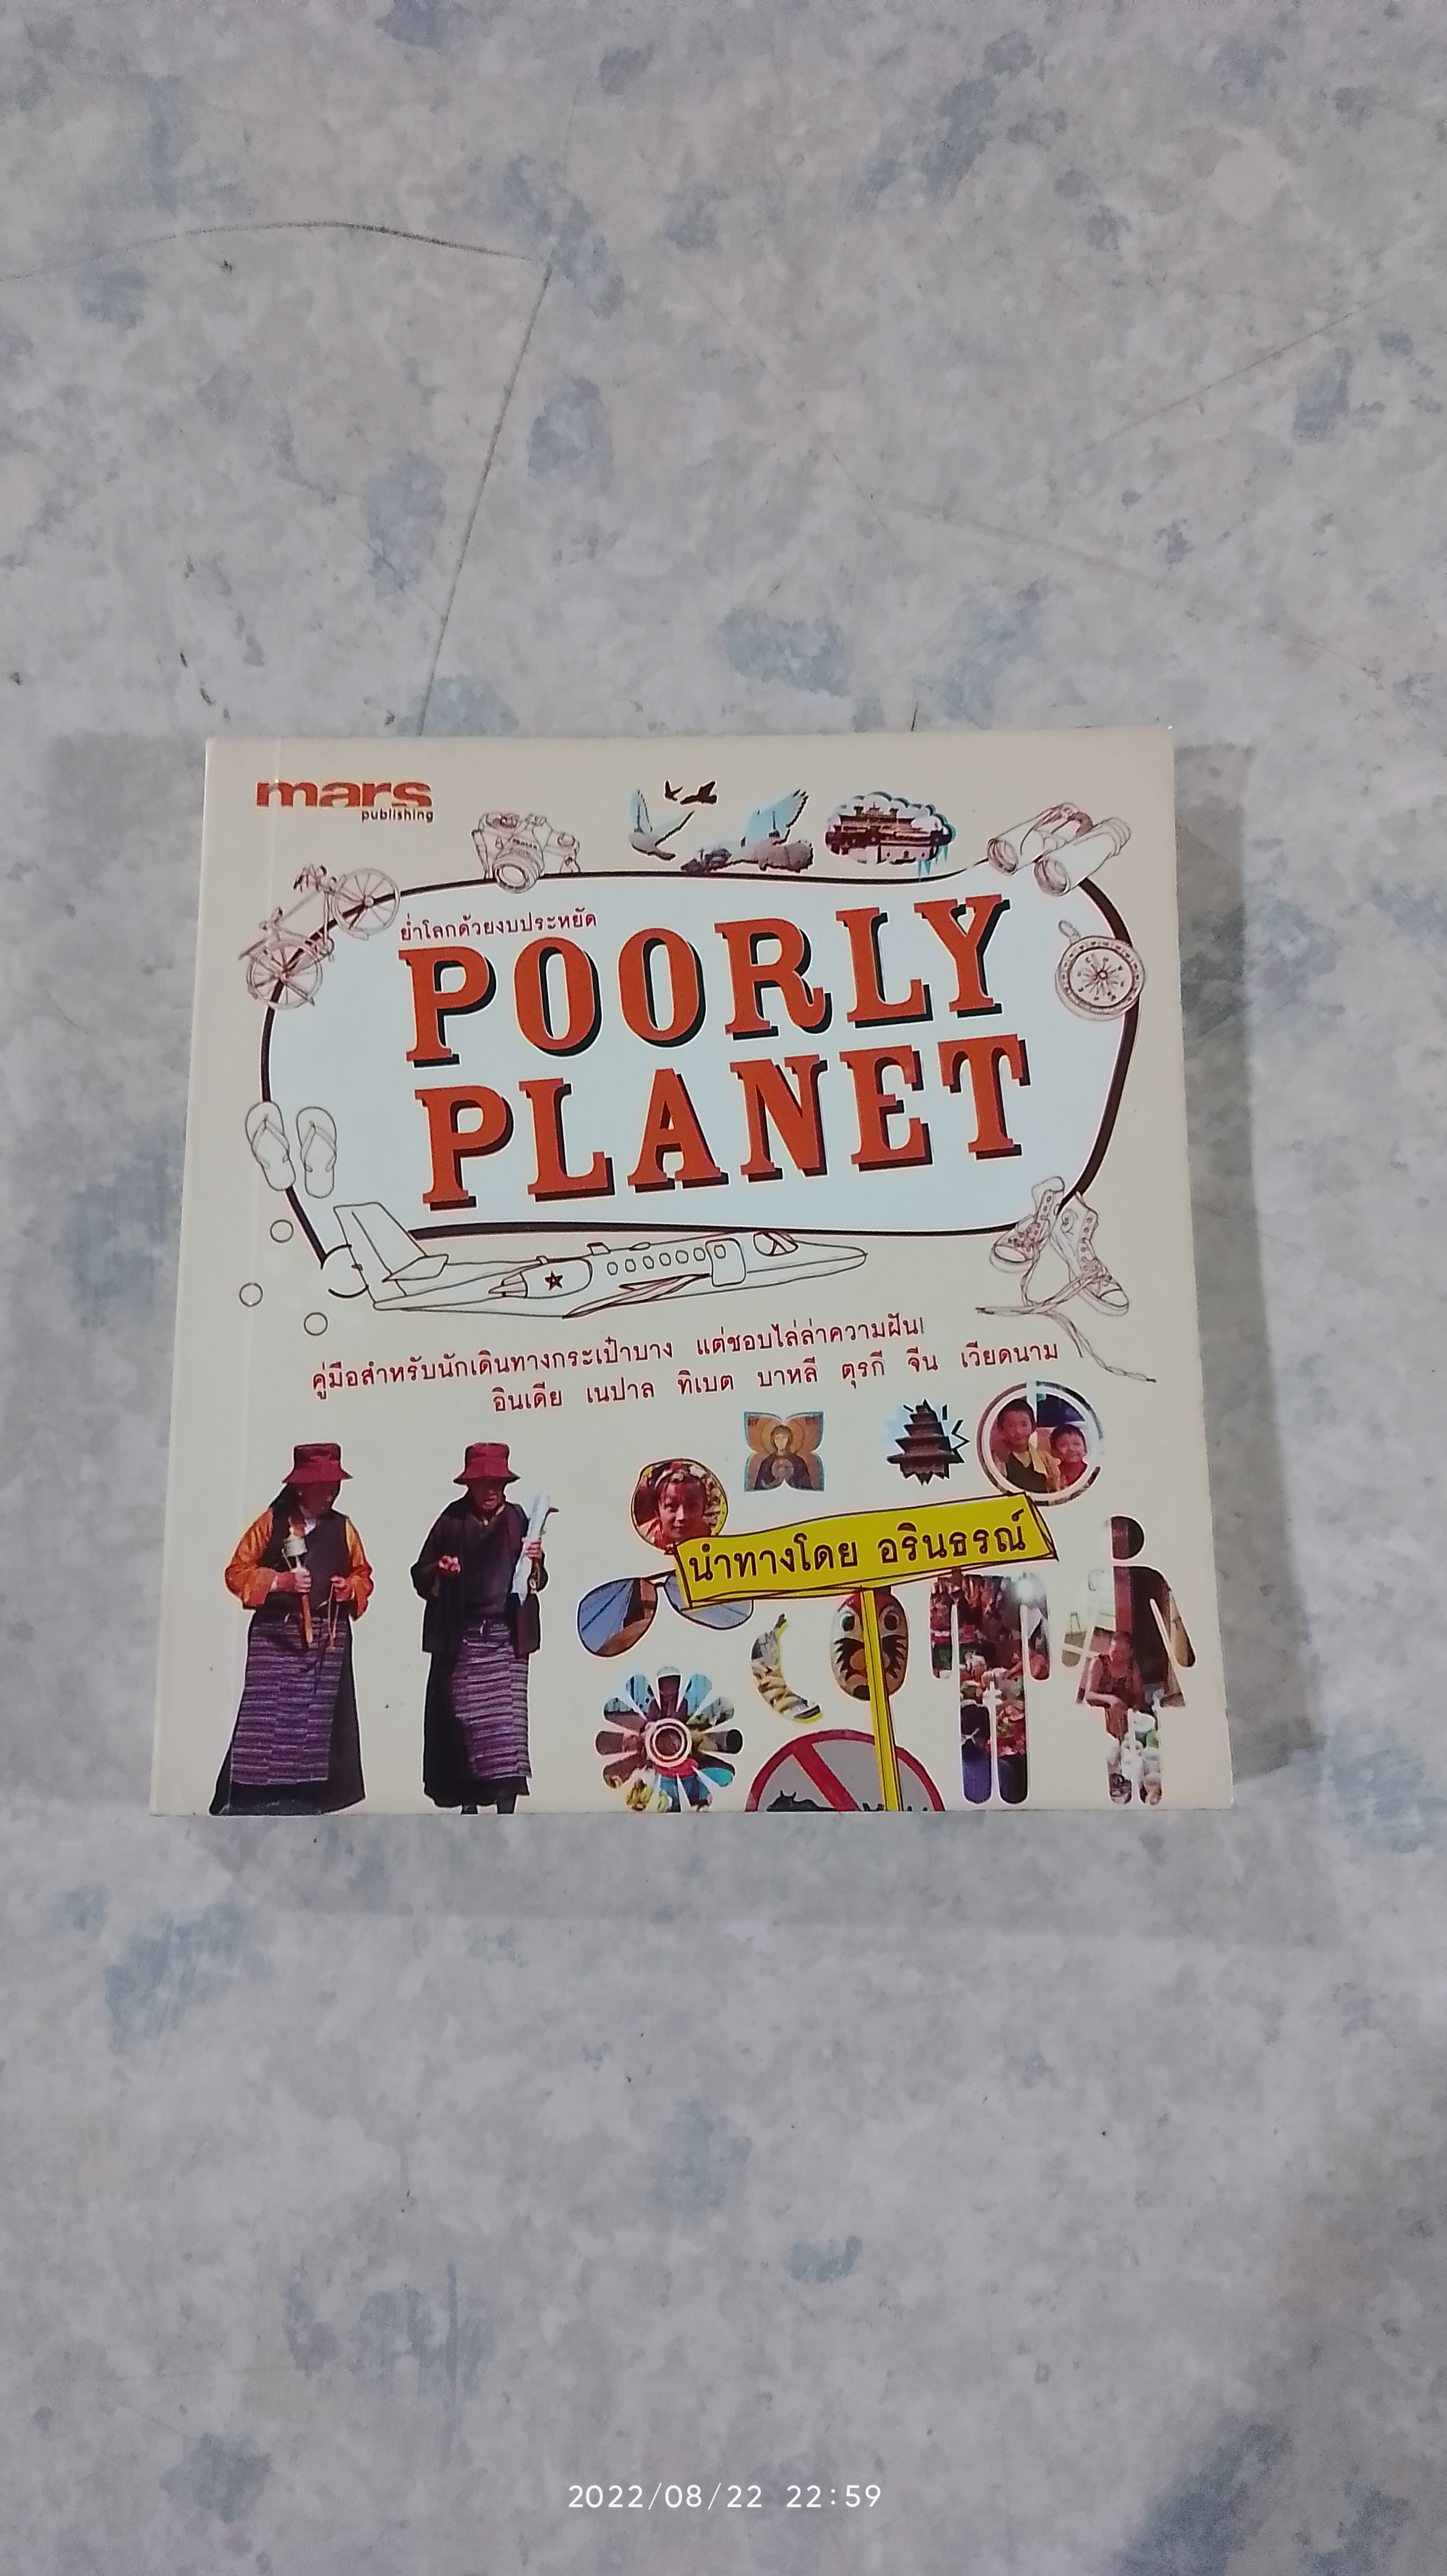 mars
publishing
ย่ำโลกด้วยงบประหยัด
POORLY
PLANET
คู่มือสำหรับนักเดินทางกระเป๋าบาง แต่ชอบไล่ล่าความฝัน!
อินเดีย เนปาล ทิเบต บาหลี ตุรกี จีน เวียดนาม
นำทางโดย อรินธรณ์
2022/08/22 22:59